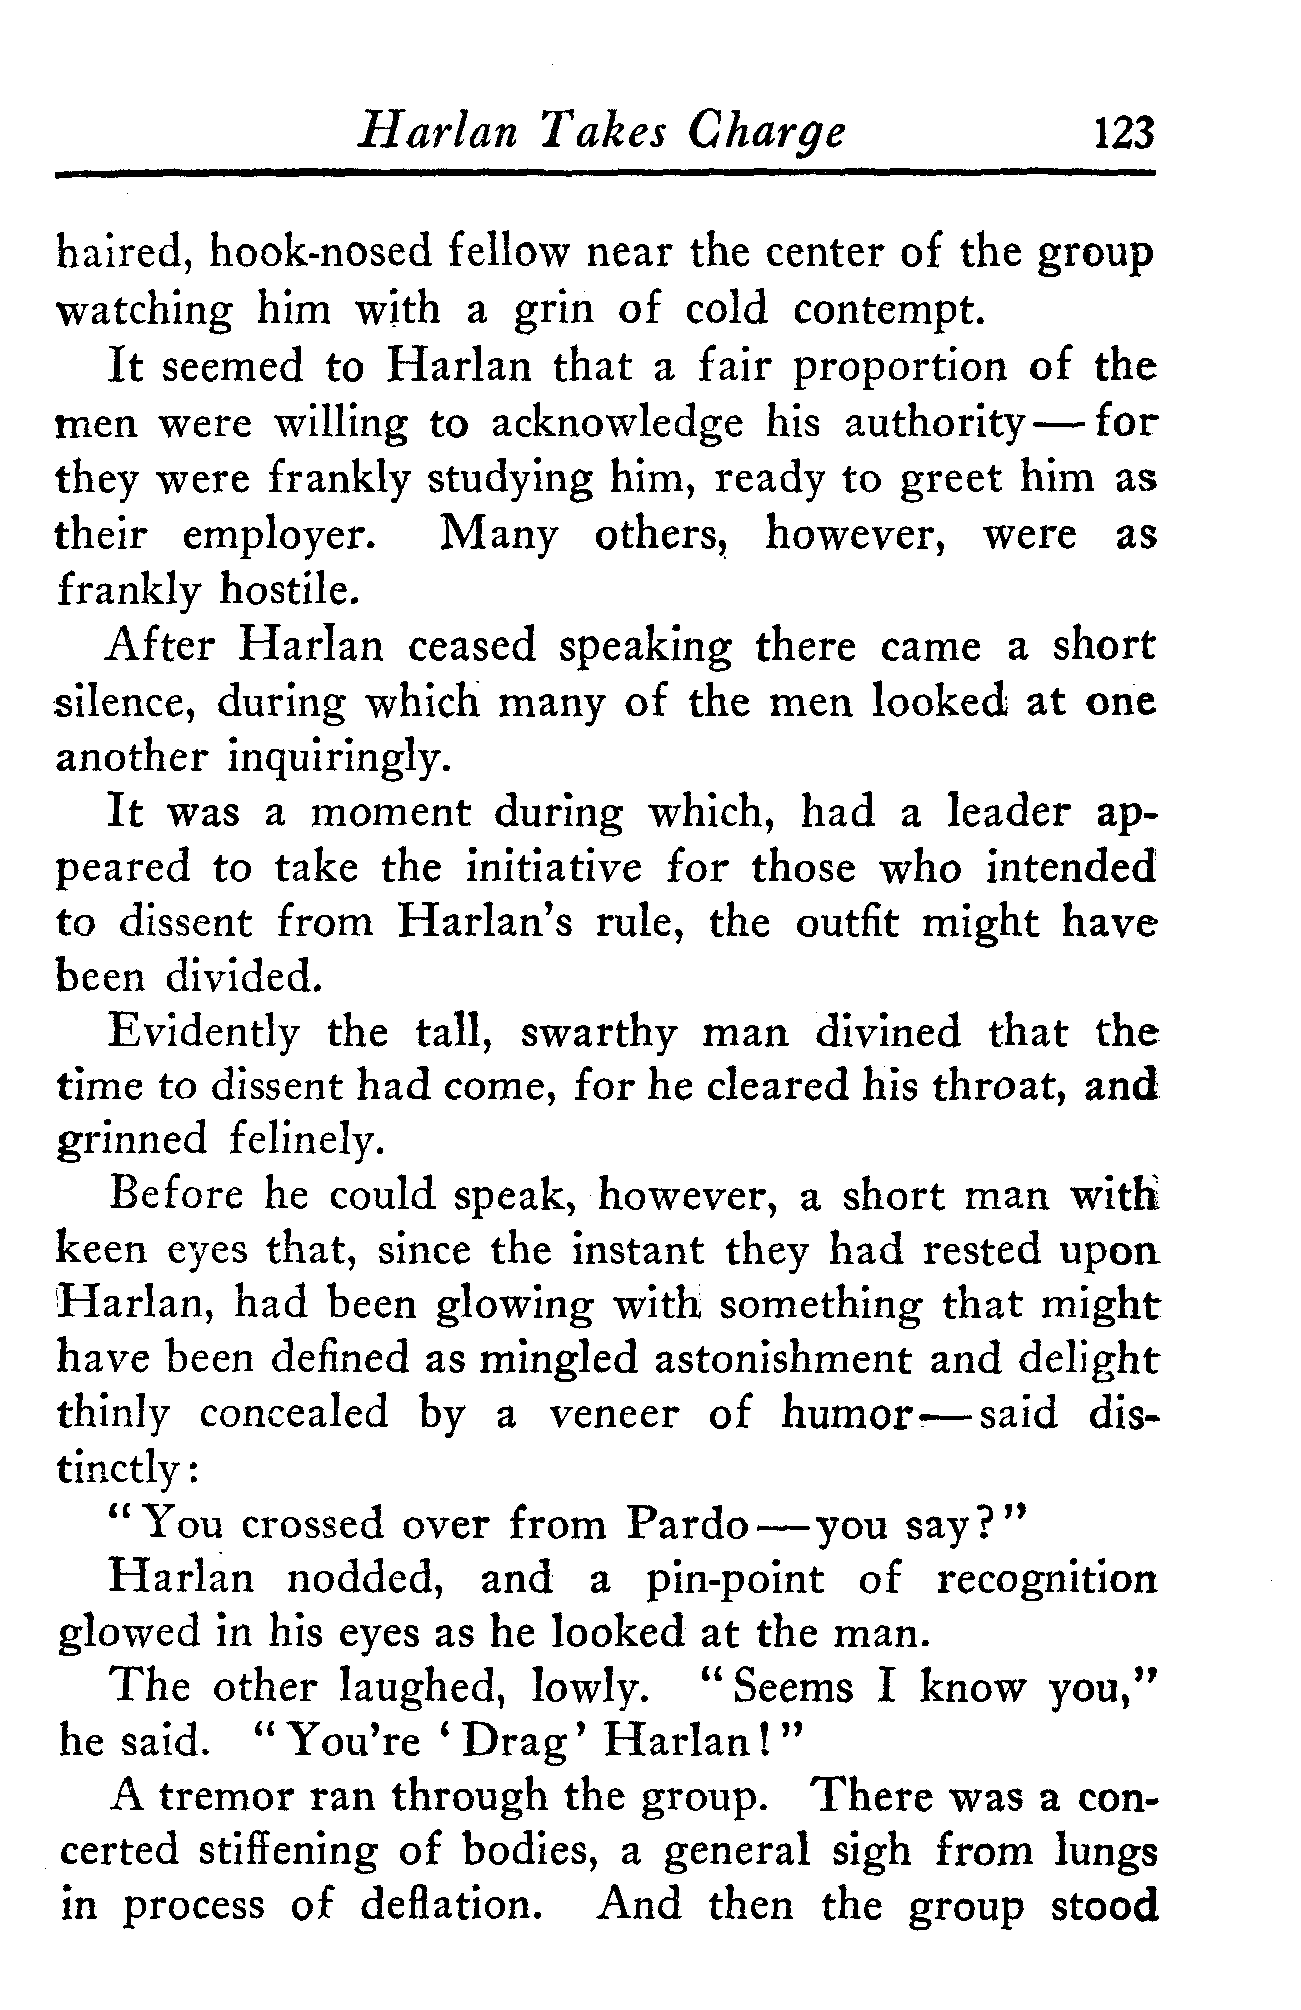 Harlan Takes Charge 123
haired, hook-nosed fellow near the center of the group
watching him with a grin of cold contempt.
It seemed to Harlan that a fair proportion of the
men were willing to acknowledge his authority—for
they were frankly studying him, ready to greet him as
their employer. Many others, however, were as
frankly hostile.
After Harlan ceased speaking there came a short
silence, during which many of the men looked at one
another inquiringly.
It was a moment during which, had a leader ap-
peared to take the initiative for those who intended
to dissent from Harlan's rule, the outfit might have
been divided.
Evidently the tall, swarthy man divined that the
time to dissent had come, for he cleared his throat, and
grinned felinely.
Before he could speak, however, a short man with
keen eyes that, since the instant they had rested upon
Harlan, had been glowing with something that might
have been defined as mingled astonishment and delight
thinly concealed by a veneer of humor—said dis-
tinctly:
"You crossed over from Pardo—you say?"
Harlan nodded, and a pin-point of recognition
glowed in his eyes as he looked at the man.
The other laughed, lowly. "Seems I know you,"
he said. "You're 'Drag' Harlan!"
A tremor ran through the group. There was a con-
certed stiffening of bodies, a general sigh from lungs
in process of deflation. And then the group stood